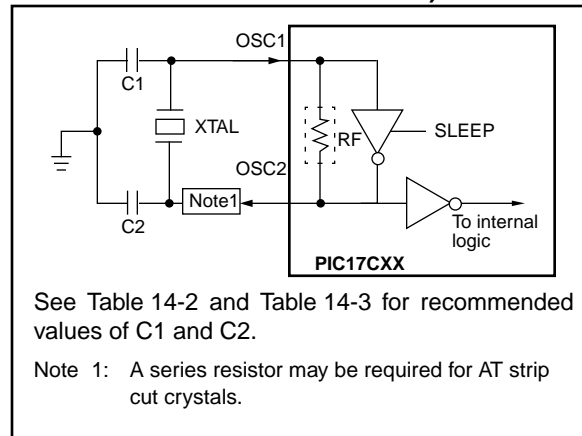 OSC1
C1
XTAL
RF
SLEEP
OSC2
C2
Note1
To internal
logic
PIC17CXX
See Table 14-2 and Table 14-3 for recommended
values of C1 and C2.
Note 1: A series resistor may be required for AT strip
cut crystals.